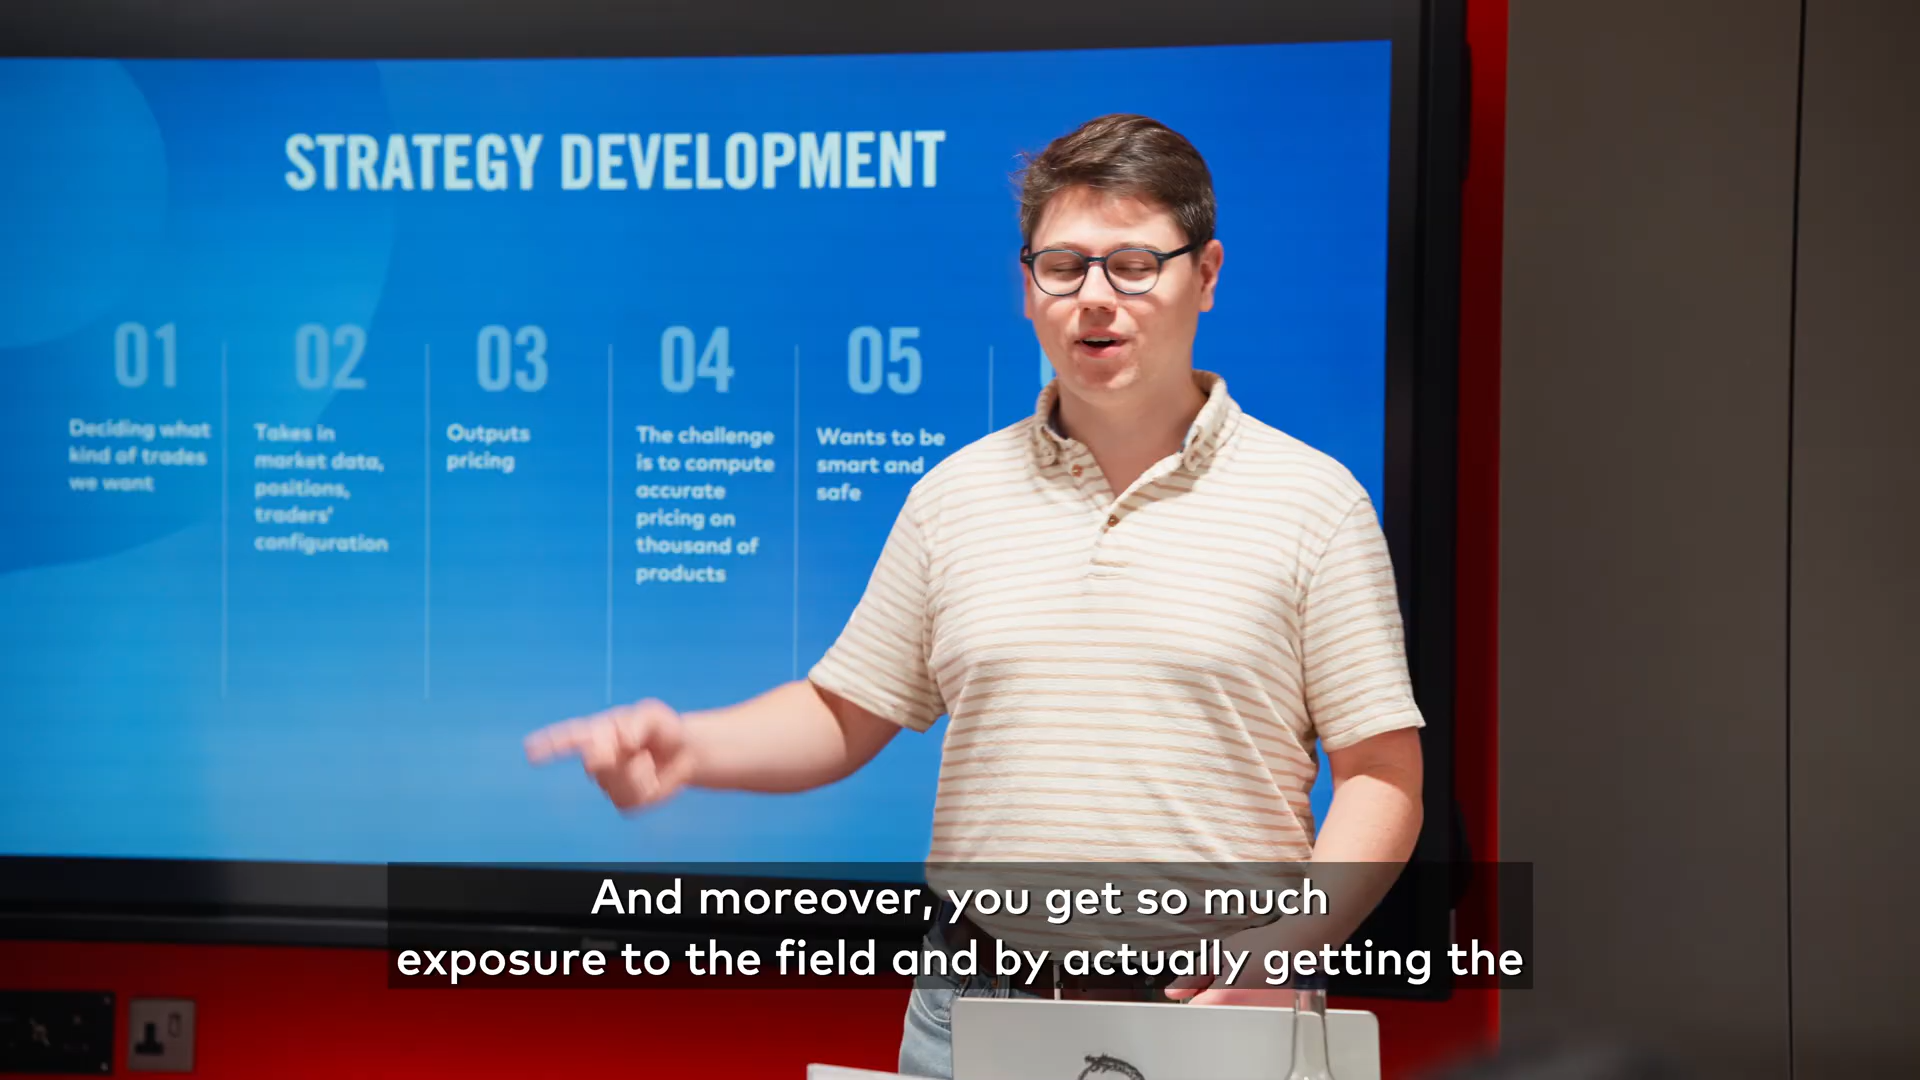 STRATEGY DEVELOPMENT
01
Deciding what
kind of trades
we want
02
Takes in
market data,
positions,
traders'
configuration
03
Outputs
pricing
04
The challenge
is to compute
accurate
pricing on
thousand of
products
05
Wants to be
smart and
safe
And moreover, you get so much
exposure to the field and by actually getting the